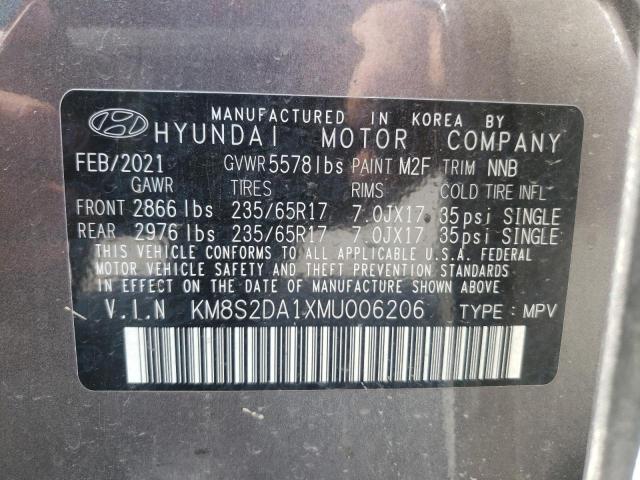 MANUFACTURED IN KOREA BY
HYUNDAI MOTOR COMPANY
FEB/2021 GVWR 5578 lbs PAINT M2F TRIM NNB
GAWR TIRES RIMS COLD TIRE INFL
FRONT 2866 lbs 235/65R17 7.0JX17 35psi SINGLE
REAR 2976 lbs 235/65R17 7.0JX17 35psi SINGLE
THIS VEHICLE CONFORMS TO ALL APPLICABLE U.S.A. FEDERAL
MOTOR VEHICLE SAFETY AND THEFT PREVENTION STANDARDS
IN EFFECT ON THE DATE OF MANUFACTURE SHOWN ABOVE.
V.I.N KM8S2DA1XMU006206 TYPE: MPV